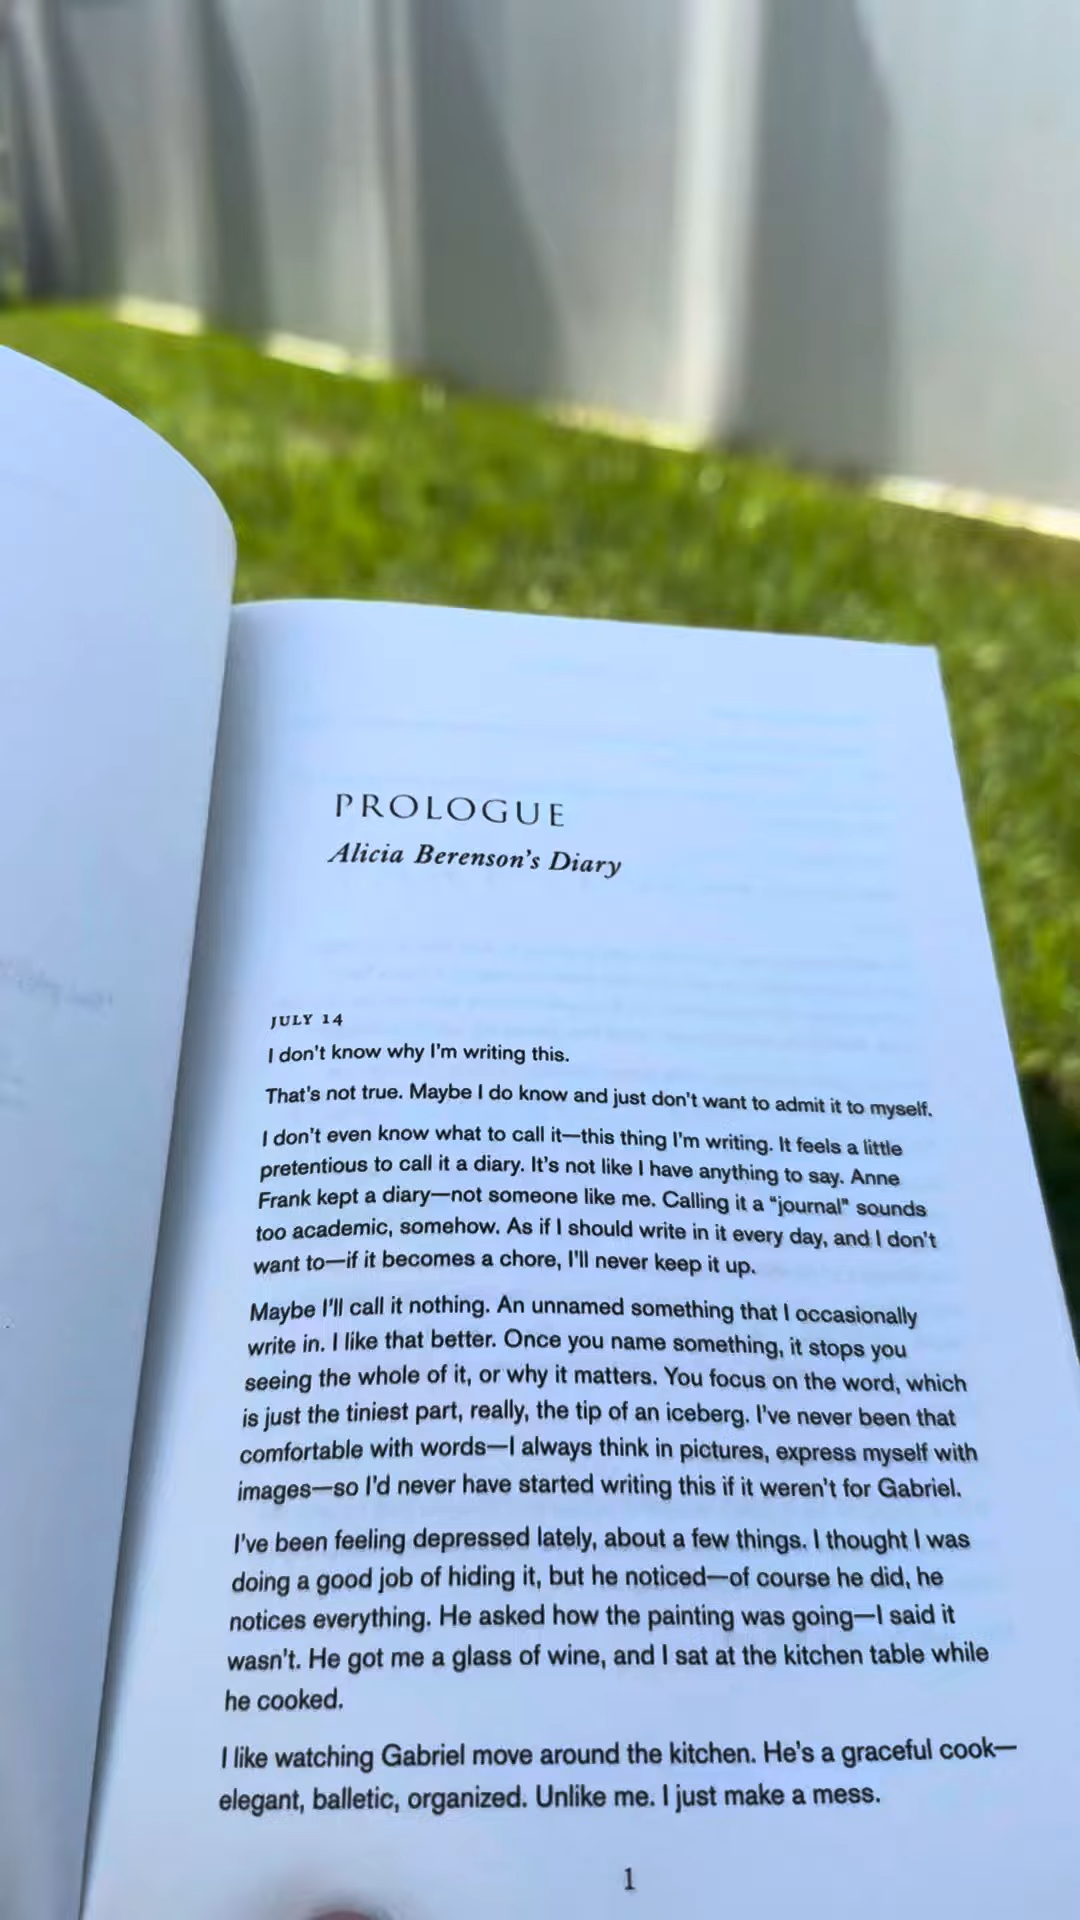 PROLOGUE
Alicia Berenson's Diary
JULY 14
I don't know why I'm writing this.
That's not true. Maybe I do know and just don't want to admit it to myself.
I don't even know what to call it—this thing I'm writing. It feels a little
pretentious to call it a diary. It's not like I have anything to say. Anne
Frank kept a diary—not someone like me. Calling it a "journal" sounds
too academic, somehow. As if I should write in it every day, and I don't
want to—if it becomes a chore, I'll never keep it up.
Maybe I'll call it nothing. An unnamed something that I occasionally
write in. I like that better. Once you name something, it stops you
seeing the whole of it, or why it matters. You focus on the word, which
is just the tiniest part, really, the tip of an iceberg. I've never been that
comfortable with words—I always think in pictures, express myself with
images—so I'd never have started writing this if it weren't for Gabriel.
I've been feeling depressed lately, about a few things. I thought I was
doing a good job of hiding it, but he noticed—of course he did, he
notices everything. He asked how the painting was going—I said it
wasn't. He got me a glass of wine, and I sat at the kitchen table while
he cooked.
I like watching Gabriel move around the kitchen. He's a graceful cook—
elegant, balletic, organized. Unlike me. I just make a mess.
1